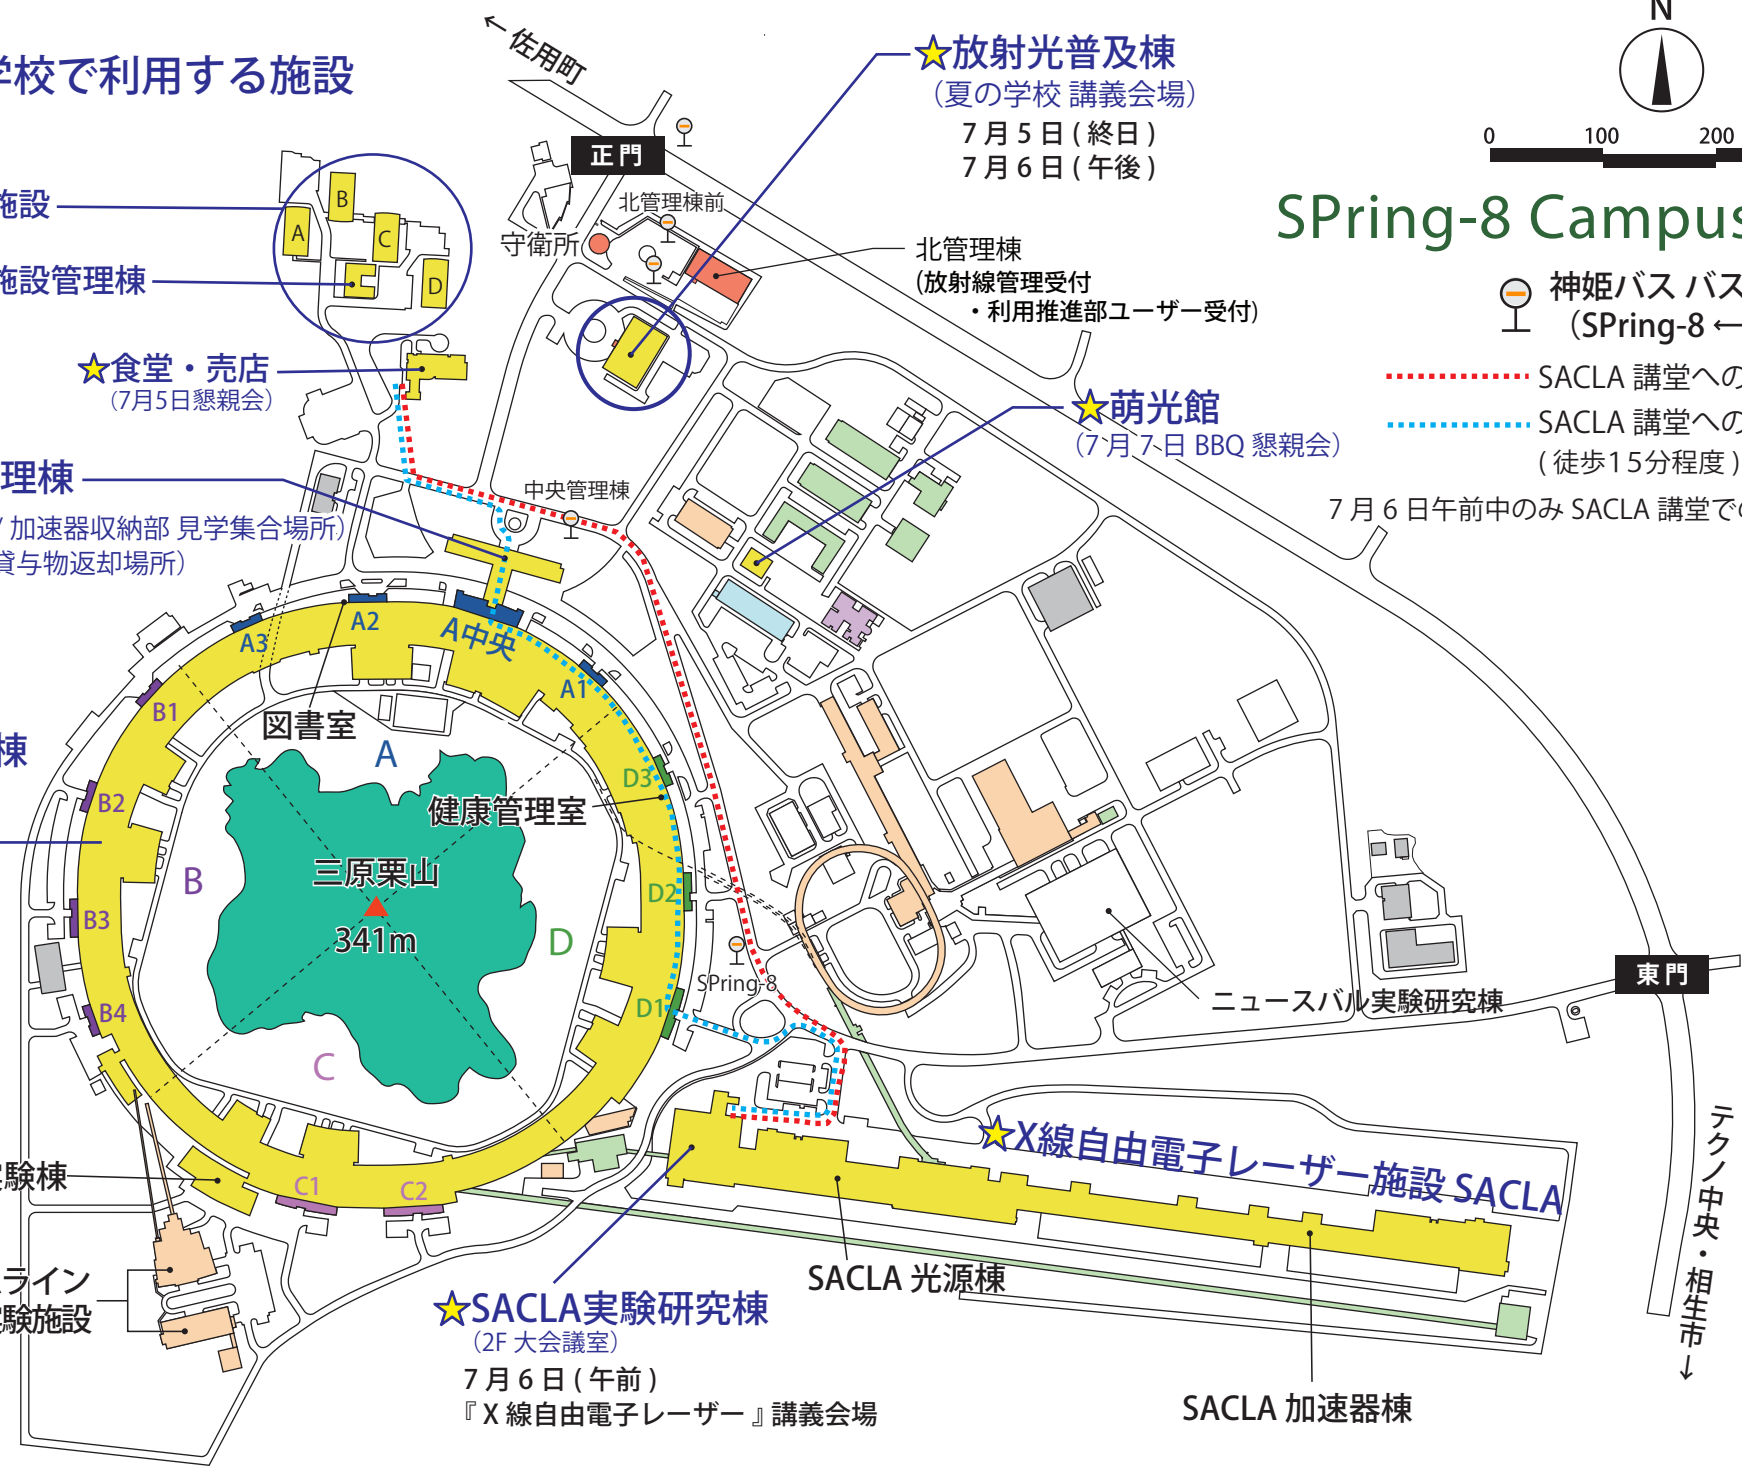 ←佐用町
学校で利用する施設
★放射光普及棟
（夏の学校 講義会場）
7 月 5 日 ( 終日 )
7 月 6 日 ( 午後 )
N
0 100 200
SPring-8 Campus
神姫バス バス
（SPring-8 ←
SACLA 講堂への
SACLA 講堂への
( 徒歩15分程度 )
7 月 6 日午前中のみ SACLA 講堂での
正門
北管理棟前
守衛所
北管理棟
(放射線管理受付
・利用推進部ユーザー受付)
施設
A
B
C
D
施設管理棟
★食堂・売店
（7月5日懇親会）
★萌光館
（7 月 7 日 BBQ 懇親会）
理棟
/ 加速器収納部 見学集合場所）
貸与物返却場所）
中央管理棟
A3
A2
A中央
A1
B1
図書室
A
棟
B2
D3
健康管理室
三原栗山
341m
B
D2
B3
D
B4
SPring-8
D1
C
ニュースバル実験研究棟
東門
実験棟
C1
C2
★X線自由電子レーザー施設 SACLA
ライン
実験施設
★SACLA実験研究棟
（2F 大会議室）
7 月 6 日 ( 午前 )
『 X 線自由電子レーザー 』講義会場
SACLA 光源棟
SACLA 加速器棟
テクノ中央・相生市→